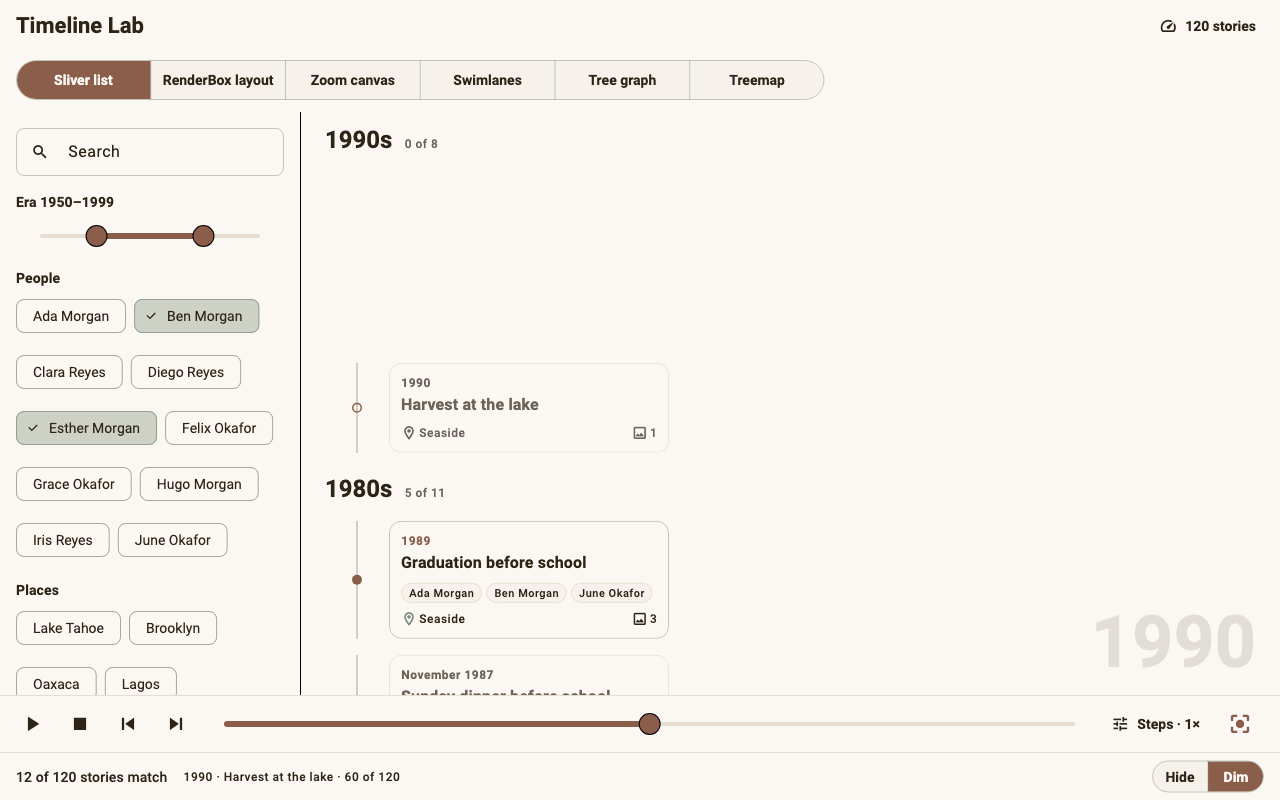 Timeline Lab
120 stories
Sliver list
RenderBox layout
Zoom canvas
Swimlanes
Tree graph
Treemap
Search
Era 1950–1999
People
Ada Morgan
Ben Morgan
Clara Reyes
Diego Reyes
Esther Morgan
Felix Okafor
Grace Okafor
Hugo Morgan
Iris Reyes
June Okafor
Places
Lake Tahoe
Brooklyn
Oaxaca
Lagos
1990s 0 of 8
1990
Harvest at the lake
Seaside 1
1980s 5 of 11
1989
Graduation before school
Ada Morgan Ben Morgan June Okafor
Seaside 3
November 1987
Sunday dinner before school
1990
Steps · 1×
12 of 120 stories match
1990 · Harvest at the lake · 60 of 120
Hide
Dim